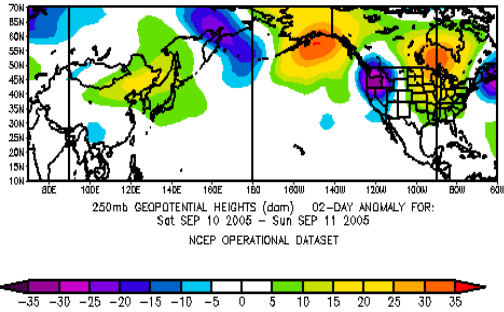 70N
65N
60N
55N
50N
45N
40N
35N
30N
25N
20N
15N
10N
80E 100E 120E 140E 160E 180 160W 140W 120W 100W 80W 60W
250mb GEOPOTENTIAL HEIGHTS (dam) 02-DAY ANOMALY FOR:
Sat SEP 10 2005 - Sun SEP 11 2005
NCEP OPERATIONAL DATASET
-35 -30 -25 -20 -15 -10 -5 0 5 10 15 20 25 30 35